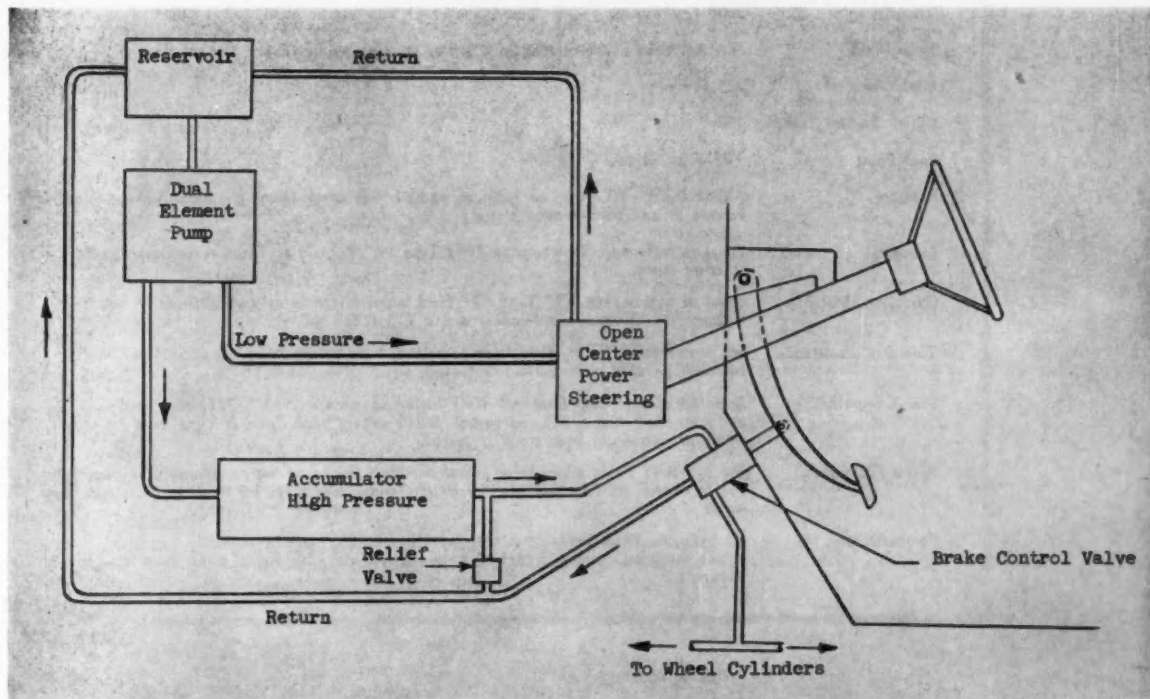 Reservoir
Return
Dual
Element
Pump
Low Pressure
Open
Center
Power
Steering
Accumulator
High Pressure
Relief
Valve
Brake Control Valve
Return
To Wheel Cylinders